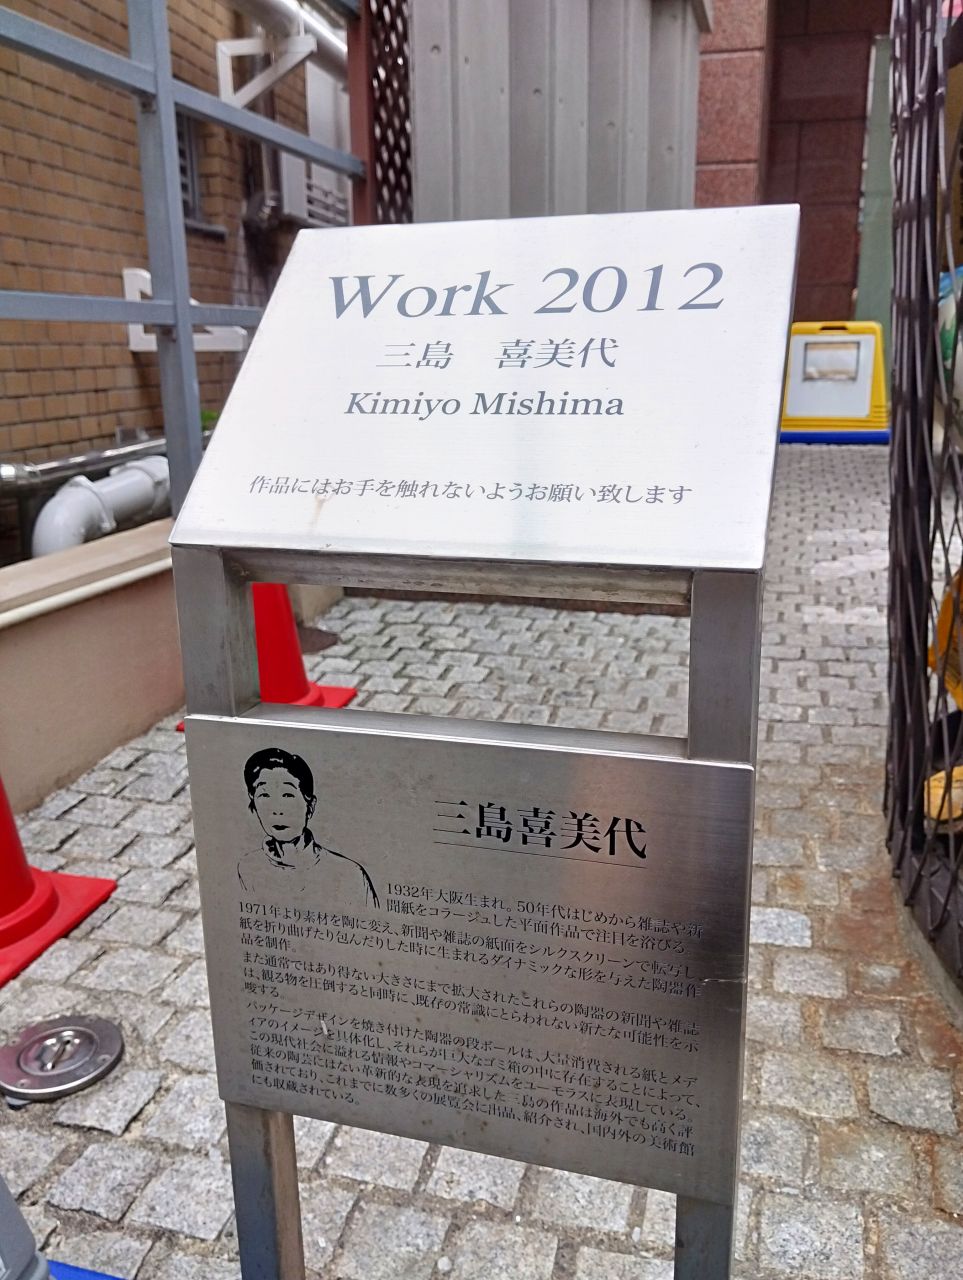 Work 2012
三島　喜美代
Kimiyo Mishima
作品にはお手を触れないようお願い致します
三島喜美代
1932年大阪生まれ。50年代はじめから雑誌や新
聞紙をコラージュした平面作品で注目を浴びる。
1971年より素材を陶に変え、新聞や雑誌の紙面をシルクスクリーンで転写し、
紙を折り曲げたり包んだりした時に生まれるダイナミックな形を与えた陶器作
品を制作。
また通常ではあり得ない大きさにまで拡大されたこれらの陶器の新聞や雑誌
は、観る物を圧倒すると同時に、既存の常識にとらわれない新たな可能性を示
唆する。
パッケージデザインを焼き付けた陶器の段ボールは、大量消費される紙とメデ
ィアのイメージを具体化し、それらが巨大なゴミ箱の中に存在することによって、
この現代社会に溢れる情報やコマーシャリズムをユーモラスに表現している。
従来の陶芸にはない革新的な表現を追求した三島の作品は海外でも高く評
価されており、これまでに数多くの展覧会に出品、紹介され、国内外の美術館
にも収蔵されている。